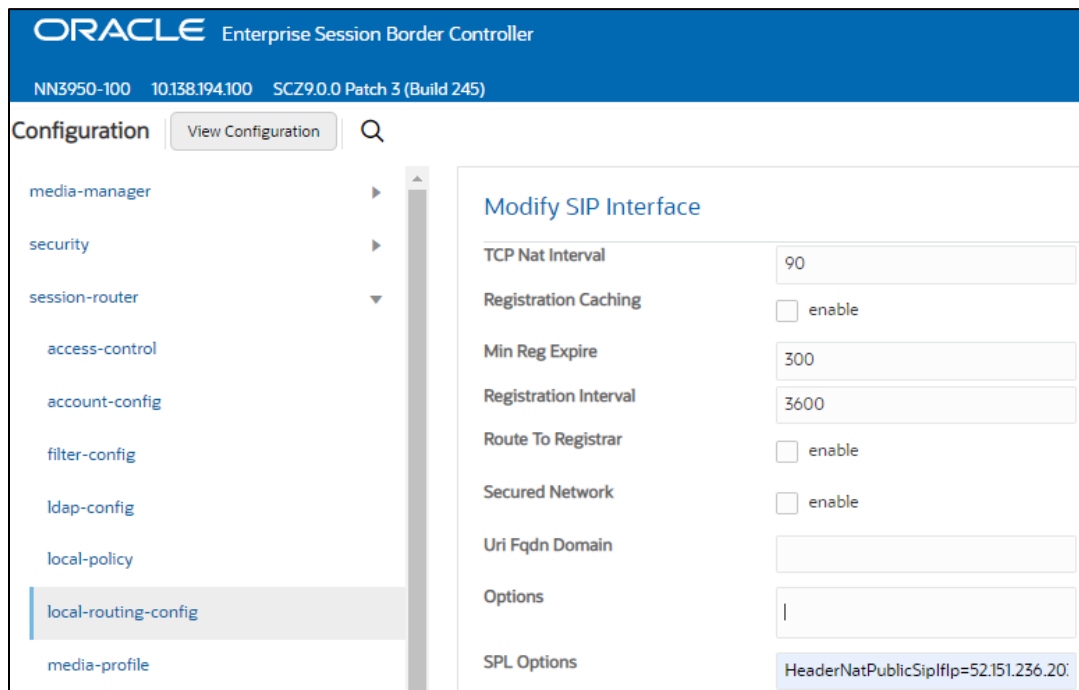 ORACLE Enterprise Session Border Controller
NN3950-100 10.138.194.100 SCZ9.0.0 Patch 3 (Build 245)
Configuration View Configuration
media-manager
security
session-router
access-control
account-config
filter-config
ldap-config
local-policy
local-routing-config
media-profile
Modify SIP Interface
TCP Nat Interval 90
Registration Caching enable
Min Reg Expire 300
Registration Interval 3600
Route To Registrar enable
Secured Network enable
Uri Fqdn Domain
Options
SPL Options HeaderNatPublicSipIfIp=52.151.236.20